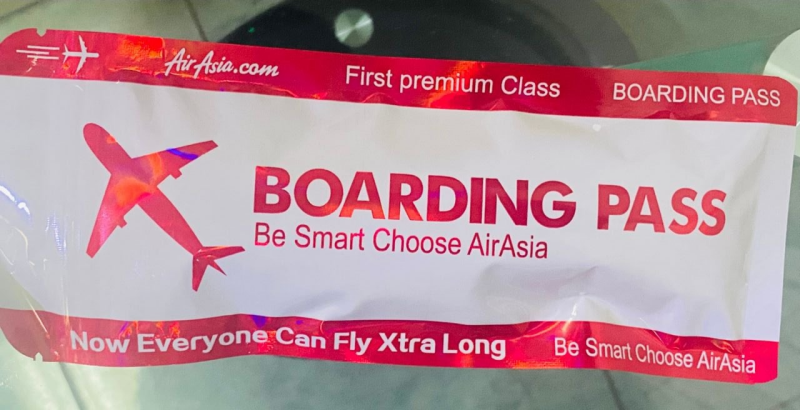 AirAsia.com
First premium Class
BOARDING PASS
BOARDING PASS
Be Smart Choose AirAsia
Now Everyone Can Fly Xtra Long
Be Smart Choose AirAsia